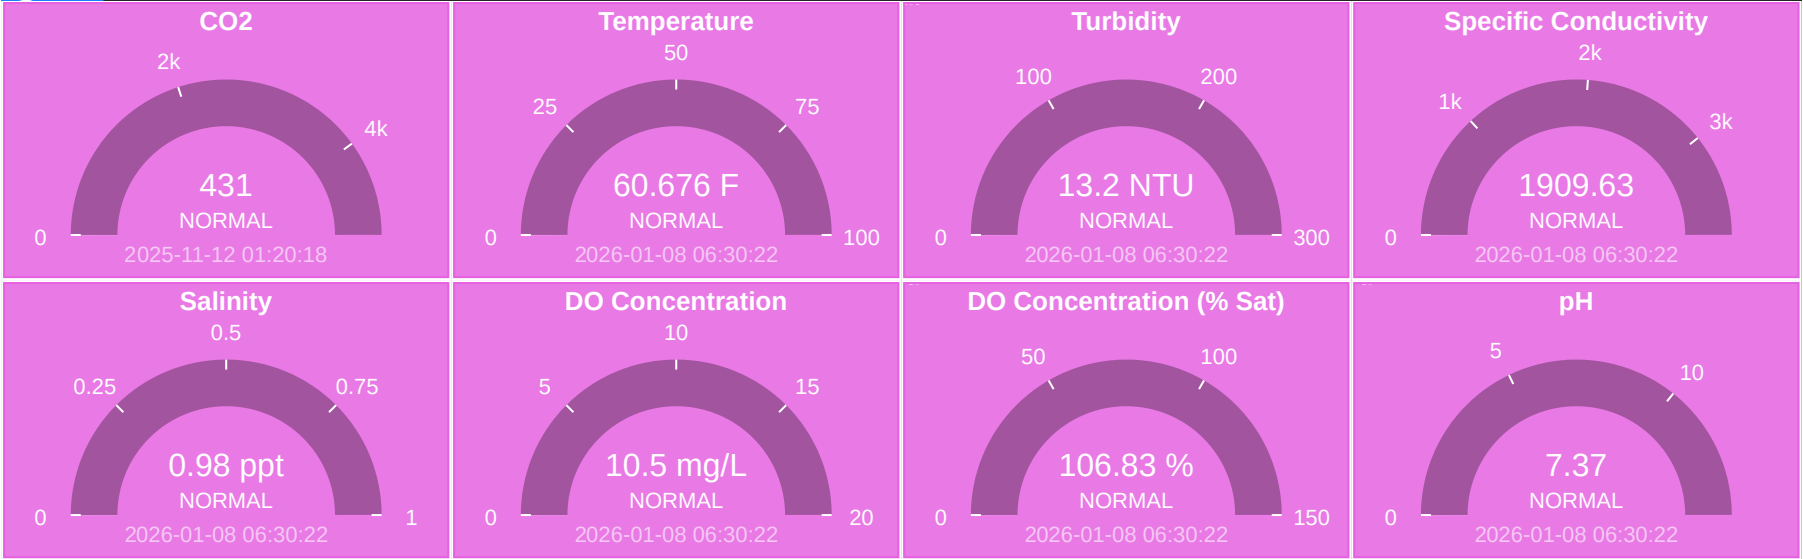 CO2
2k
4k
0
431
NORMAL
2025-11-12 01:20:18
Temperature
50
25
75
0
100
60.676 F
NORMAL
2026-01-08 06:30:22
Turbidity
100
200
0
300
13.2 NTU
NORMAL
2026-01-08 06:30:22
Specific Conductivity
2k
1k
3k
0
1909.63
NORMAL
2026-01-08 06:30:22
Salinity
0.5
0.25
0.75
0
1
0.98 ppt
NORMAL
2026-01-08 06:30:22
DO Concentration
10
5
15
0
20
10.5 mg/L
NORMAL
2026-01-08 06:30:22
DO Concentration (% Sat)
50
100
0
150
106.83 %
NORMAL
2026-01-08 06:30:22
pH
5
10
0
7.37
NORMAL
2026-01-08 06:30:22